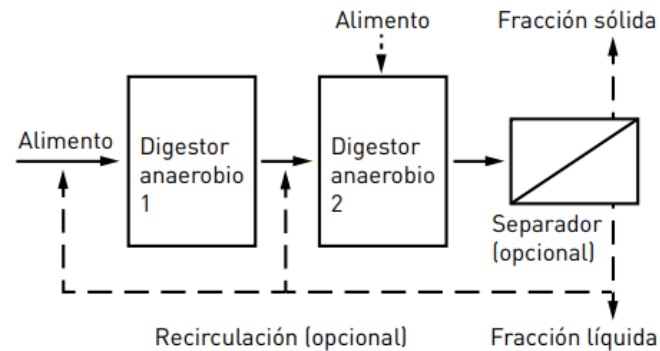 Alimento
Fracción sólida
Alimento
Digestor
anaerobio
1
Digestor
anaerobio
2
Separador
(opcional)
Recirculación (opcional)
Fracción líquida